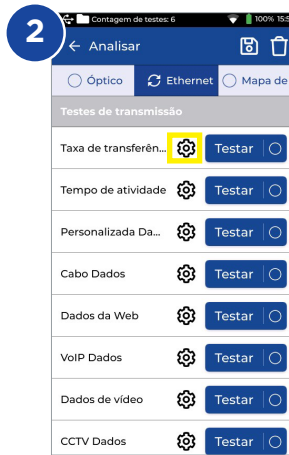 2
Contagem de testes: 6 100% 15:5
Analisar
Óptico Ethernet Mapa de
Testes de transmissão
Taxa de transferên... Testar
Tempo de atividade Testar
Personalizada Da... Testar
Cabo Dados Testar
Dados da Web Testar
VoIP Dados Testar
Dados de vídeo Testar
CCTV Dados Testar